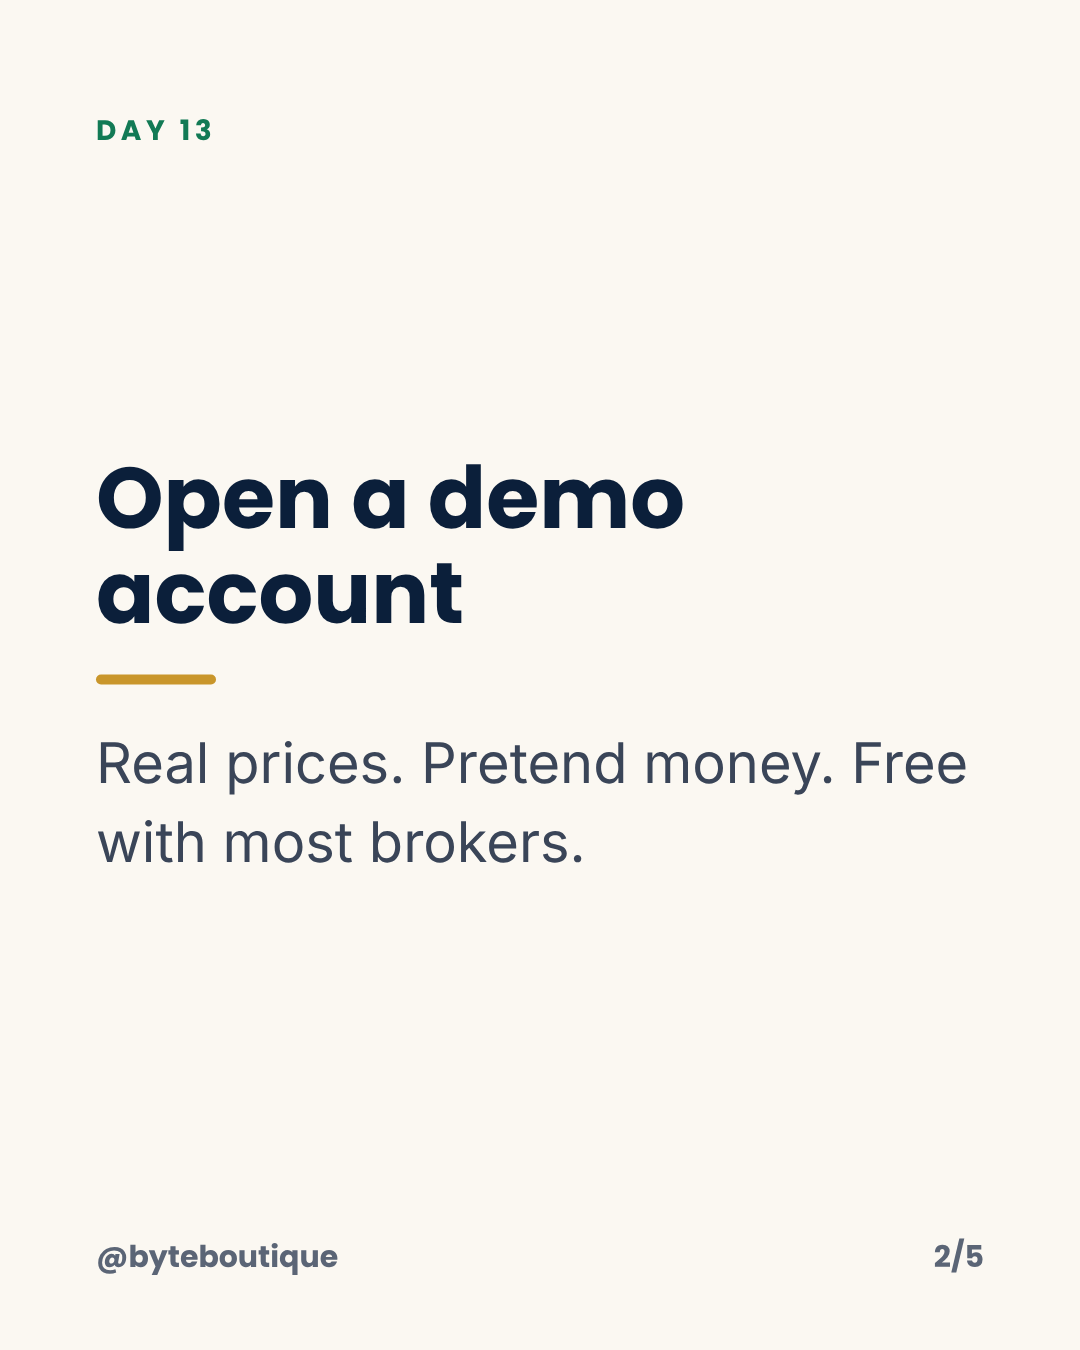 DAY 13
Open a demo
account
Real prices. Pretend money. Free
with most brokers.
@byteboutique
2/5